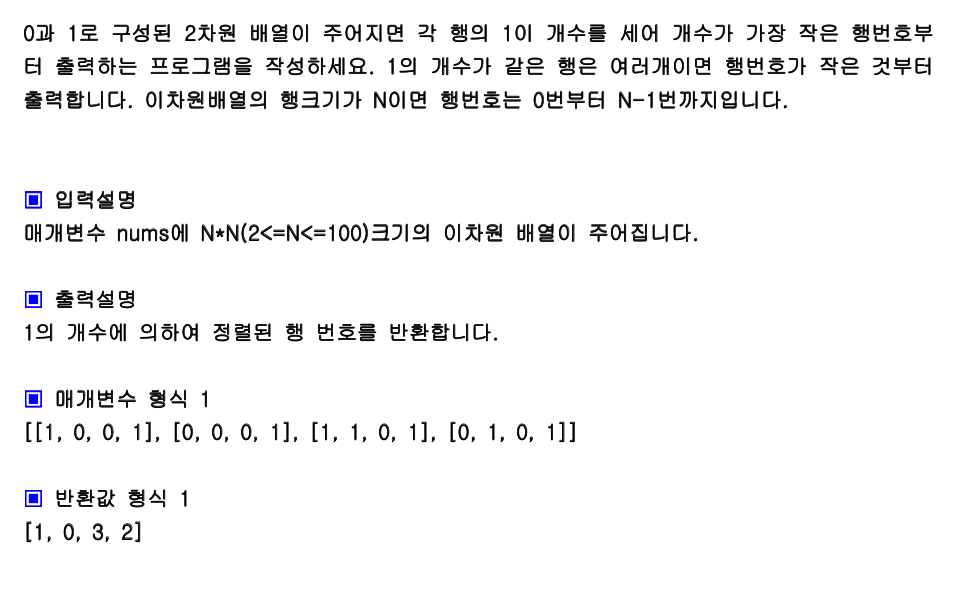 0과 1로 구성된 2차원 배열이 주어지면 각 행의 1이 개수를 세어 개수가 가장 작은 행번호부
터 출력하는 프로그램을 작성하세요. 1의 개수가 같은 행은 여러개이면 행번호가 작은 것부터
출력합니다. 이차원배열의 행크기가 N이면 행번호는 0번부터 N-1번까지입니다.
▣ 입력설명
매개변수 nums에 N*N(2<=N<=100)크기의 이차원 배열이 주어집니다.
▣ 출력설명
1의 개수에 의하여 정렬된 행 번호를 반환합니다.
▣ 매개변수 형식 1
[[1, 0, 0, 1], [0, 0, 0, 1], [1, 1, 0, 1], [0, 1, 0, 1]]
▣ 반환값 형식 1
[1, 0, 3, 2]